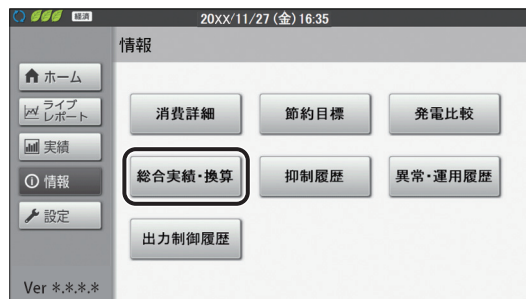 経済 20XX/11/27 (金) 16:35
情報
ホーム
ライブ
レポート
実績
情報
設定
消費詳細 節約目標 発電比較
総合実績・換算 抑制履歴 異常・運用履歴
出力制御履歴
Ver *.*.*.*